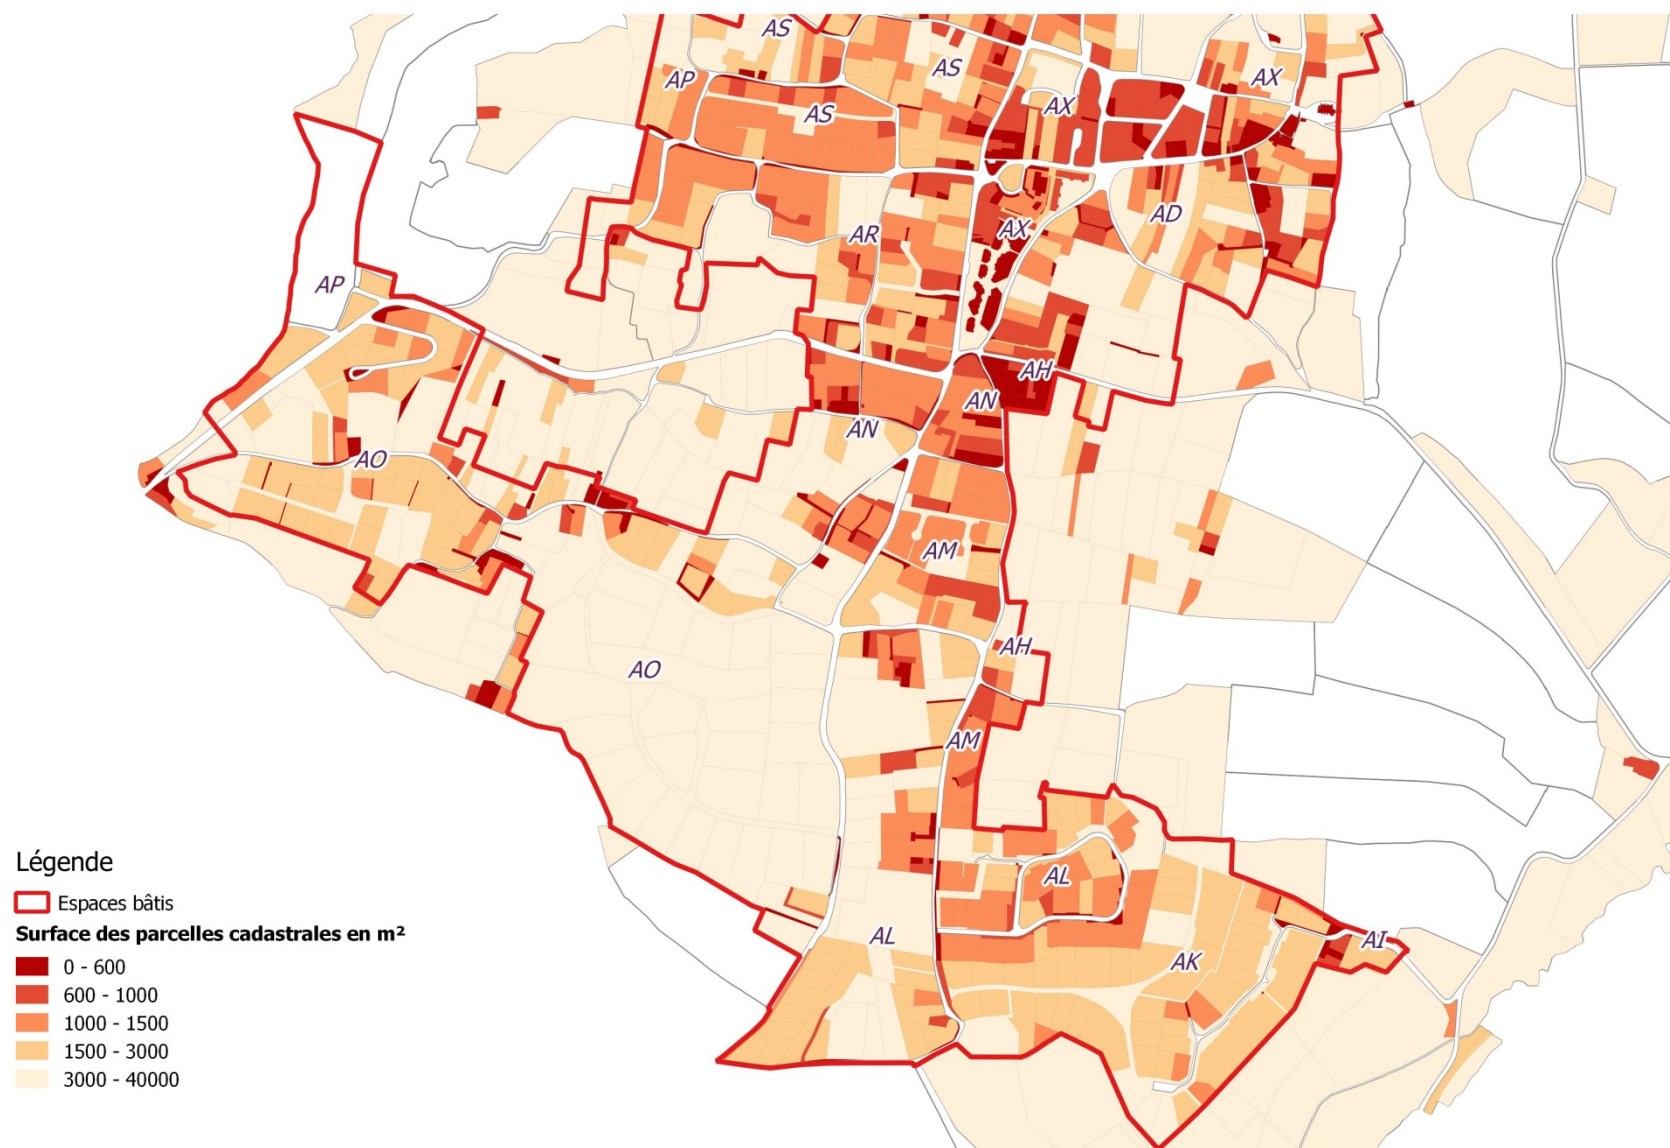 AS
AS
AP
AX
AX
AS
AD
AX
AR
AP
AH
AN
AN
AO
AM
AH
AO
AM
AL
AL
AI
AK
Légende
Espaces bâtis
Surface des parcelles cadastrales en m²
0 - 600
600 - 1000
1000 - 1500
1500 - 3000
3000 - 40000